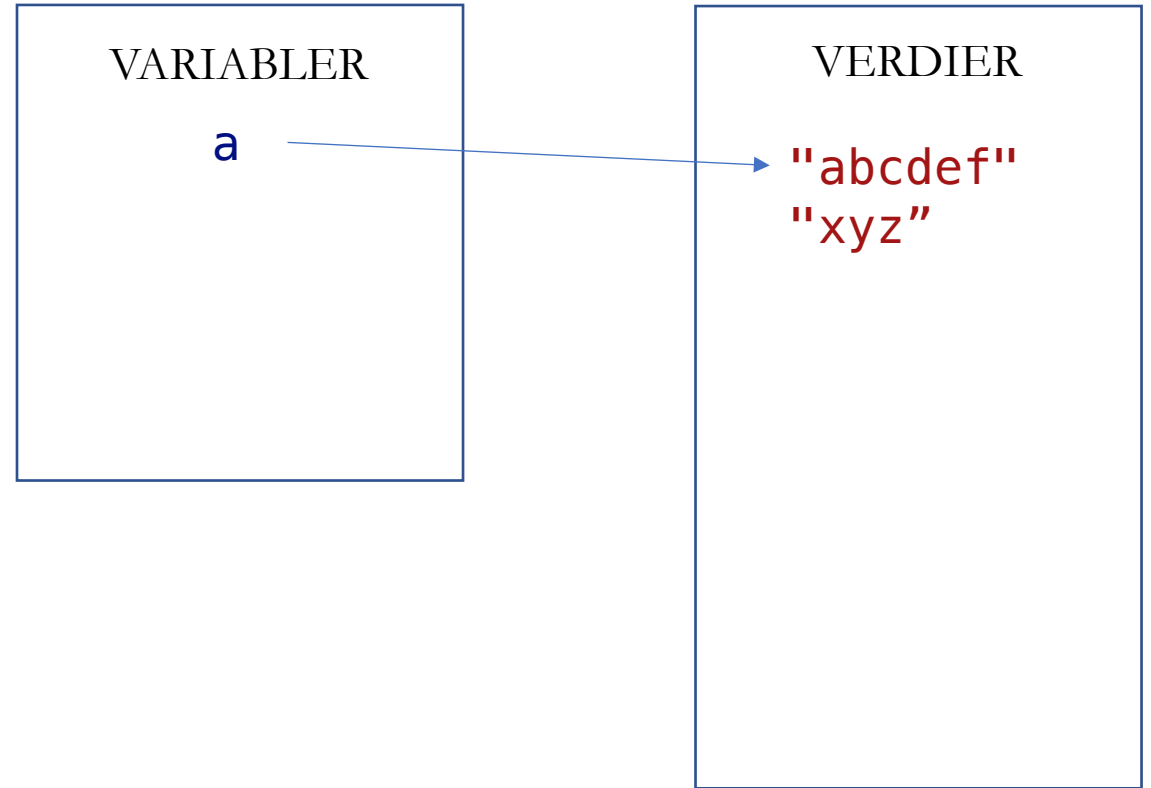 VARIABLER
a
VERDIER
"abcdef"
"xyz”